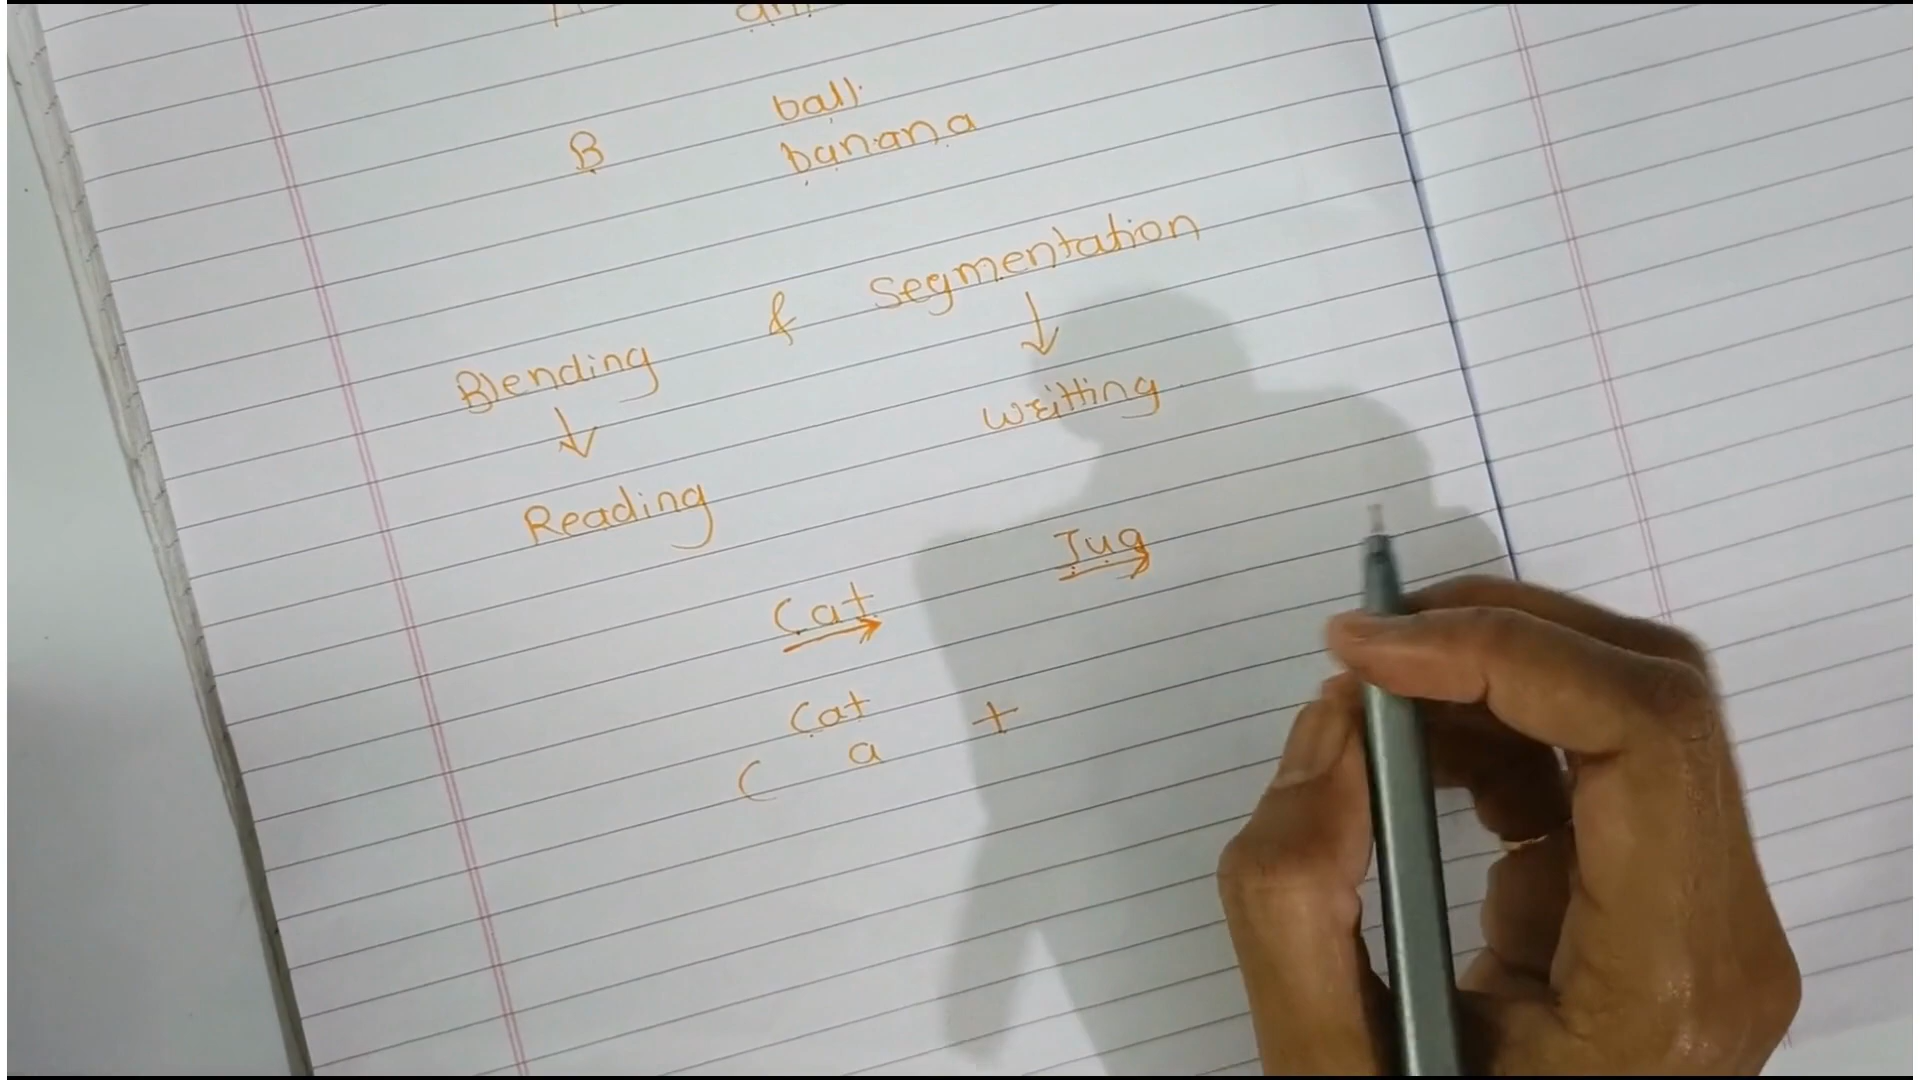 ball
B banana
Blending & Segmentation
Reading writting
Cat Jug
Cat
C a t